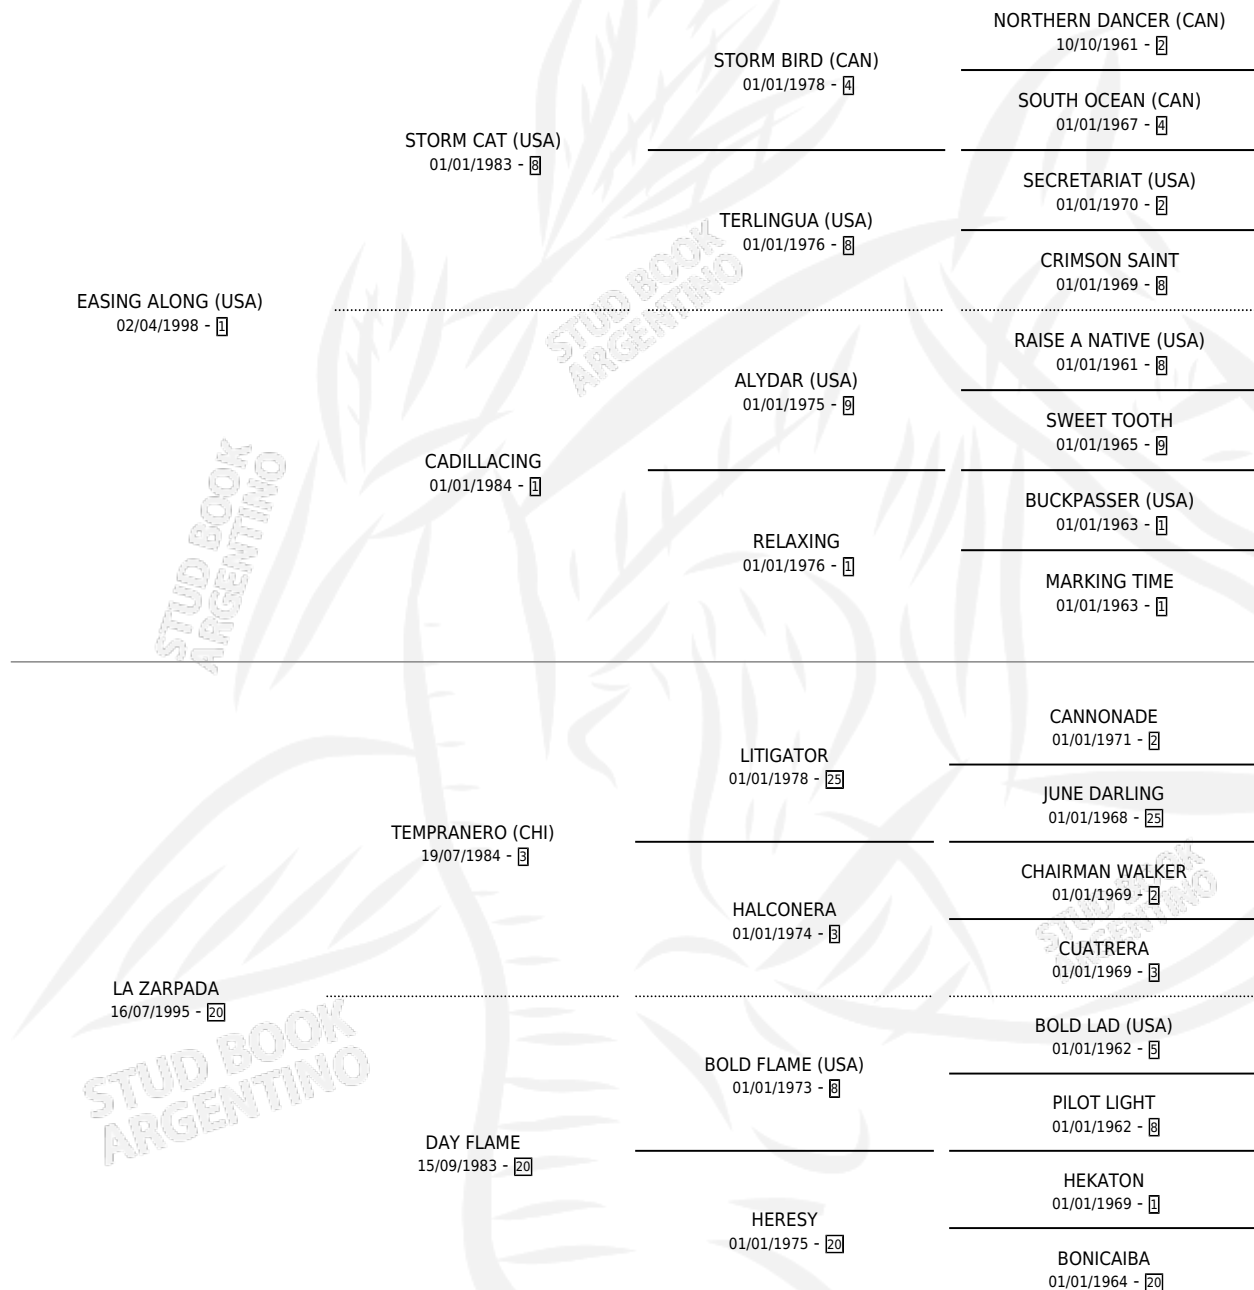 NORTHERN DANCER (CAN)
10/10/1961 - 2
STORM BIRD (CAN)
01/01/1978 - 4
SOUTH OCEAN (CAN)
01/01/1967 - 4
STORM CAT (USA)
01/01/1983 - 8
SECRETARIAT (USA)
01/01/1970 - 2
TERLINGUA (USA)
01/01/1976 - 8
CRIMSON SAINT
01/01/1969 - 8
EASING ALONG (USA)
02/04/1998 - 1
RAISE A NATIVE (USA)
01/01/1961 - 8
ALYDAR (USA)
01/01/1975 - 9
SWEET TOOTH
01/01/1965 - 9
CADILLACING
01/01/1984 - 1
BUCKPASSER (USA)
01/01/1963 - 1
RELAXING
01/01/1976 - 1
MARKING TIME
01/01/1963 - 1
CANNONADE
01/01/1971 - 2
LITIGATOR
01/01/1978 - 25
JUNE DARLING
01/01/1968 - 25
TEMPRANERO (CHI)
19/07/1984 - 3
CHAIRMAN WALKER
01/01/1969 - 2
HALCONERA
01/01/1974 - 3
CUATRERA
01/01/1969 - 3
LA ZARPADA
16/07/1995 - 20
BOLD LAD (USA)
01/01/1962 - 5
BOLD FLAME (USA)
01/01/1973 - 8
PILOT LIGHT
01/01/1962 - 8
DAY FLAME
15/09/1983 - 20
HEKATON
01/01/1969 - 1
HERESY
01/01/1975 - 20
BONICAIBA
01/01/1964 - 20
STUD BOOK
ARGENTINO
STUD BOOK
ARGENTINO
STUD BOOK
ARGENTINO
STUD BOOK
ARGENTINO